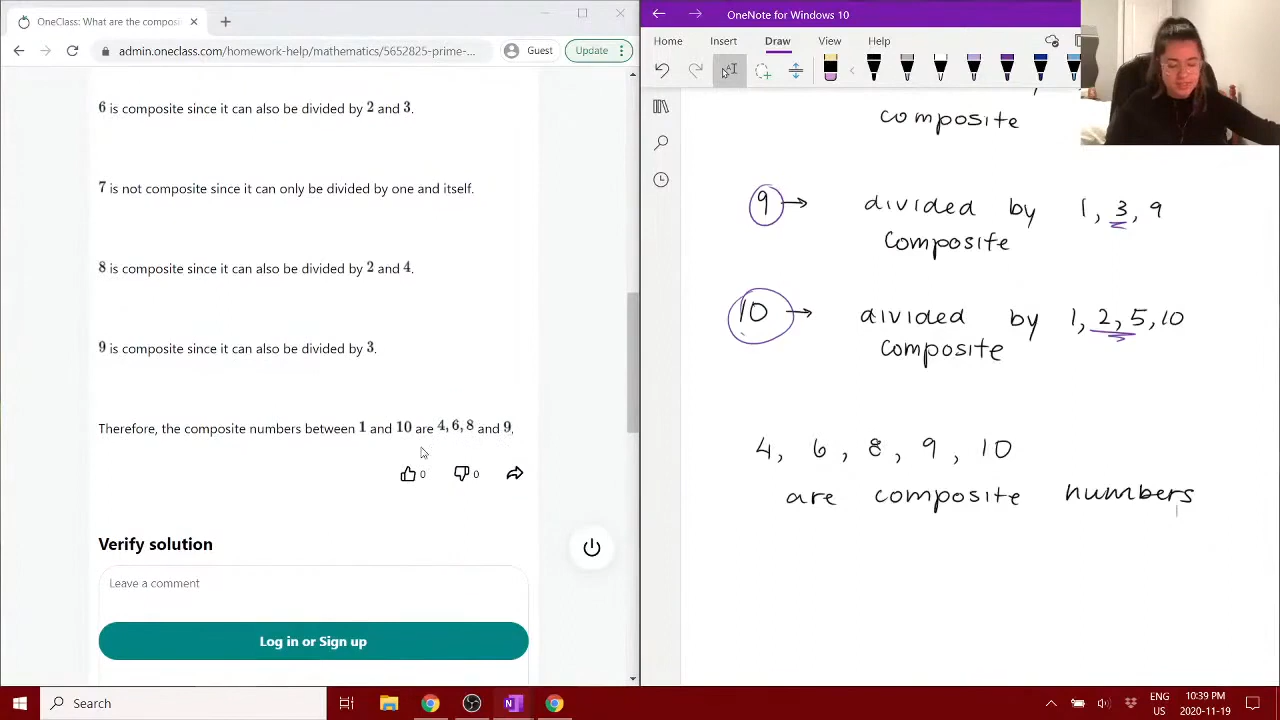 OneClass: What are the composi
admin.oneclass.com/homework-help/mathematics/5652825-prime-...
Guest
Update
6 is composite since it can also be divided by 2 and 3.
7 is not composite since it can only be divided by one and itself.
8 is composite since it can also be divided by 2 and 4.
9 is composite since it can also be divided by 3.
Therefore, the composite numbers between 1 and 10 are 4, 6, 8 and 9,
0
0
Verify solution
Leave a comment
Log in or Sign up
OneNote for Windows 10
Home
Insert
Draw
View
Help
composite
9 → divided by 1, 3, 9
composite
10 → divided by 1, 2, 5, 10
composite
4, 6, 8, 9, 10
are composite numbers
Search
ENG
US
10:39 PM
2020-11-19